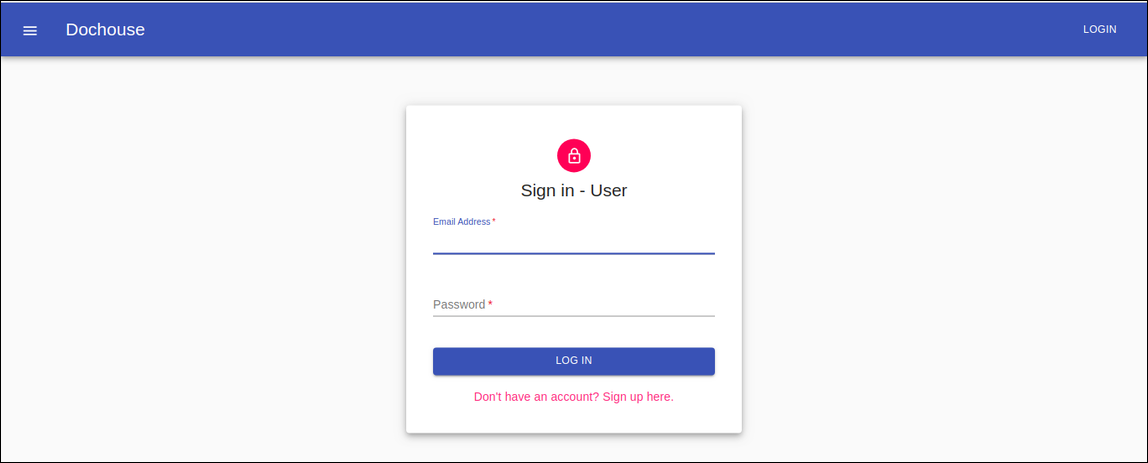 Dochouse
LOGIN
Sign in - User
Email Address *
Password *
LOG IN
Don't have an account? Sign up here.